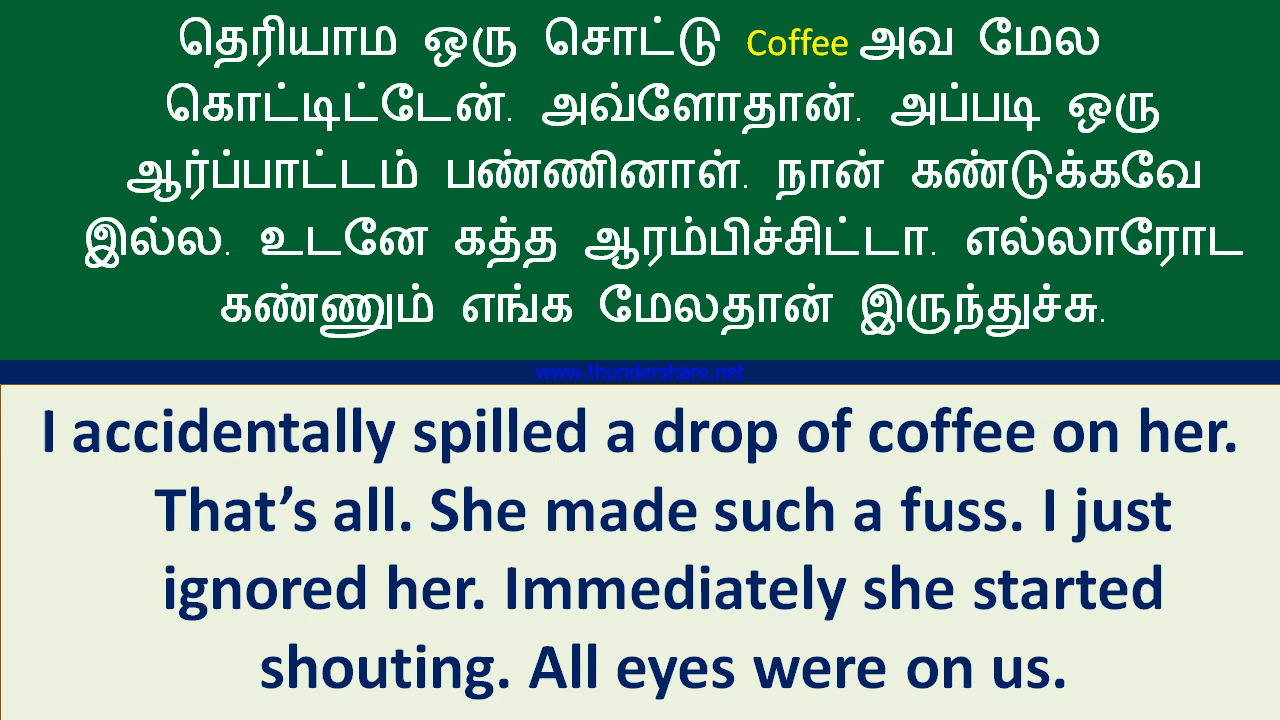 தெரியாம ஒரு சொட்டு Coffee அவ மேல
கொட்டிட்டேன். அவ்ளோதான். அப்படி ஒரு
ஆர்ப்பாட்டம் பண்ணினாள். நான் கண்டுக்கவே
இல்ல. உடனே கத்த ஆரம்பிச்சிட்டா. எல்லாரோட
கண்ணும் எங்க மேலதான் இருந்துச்சு.
www.thundershare.net
I accidentally spilled a drop of coffee on her.
That’s all. She made such a fuss. I just
ignored her. Immediately she started
shouting. All eyes were on us.